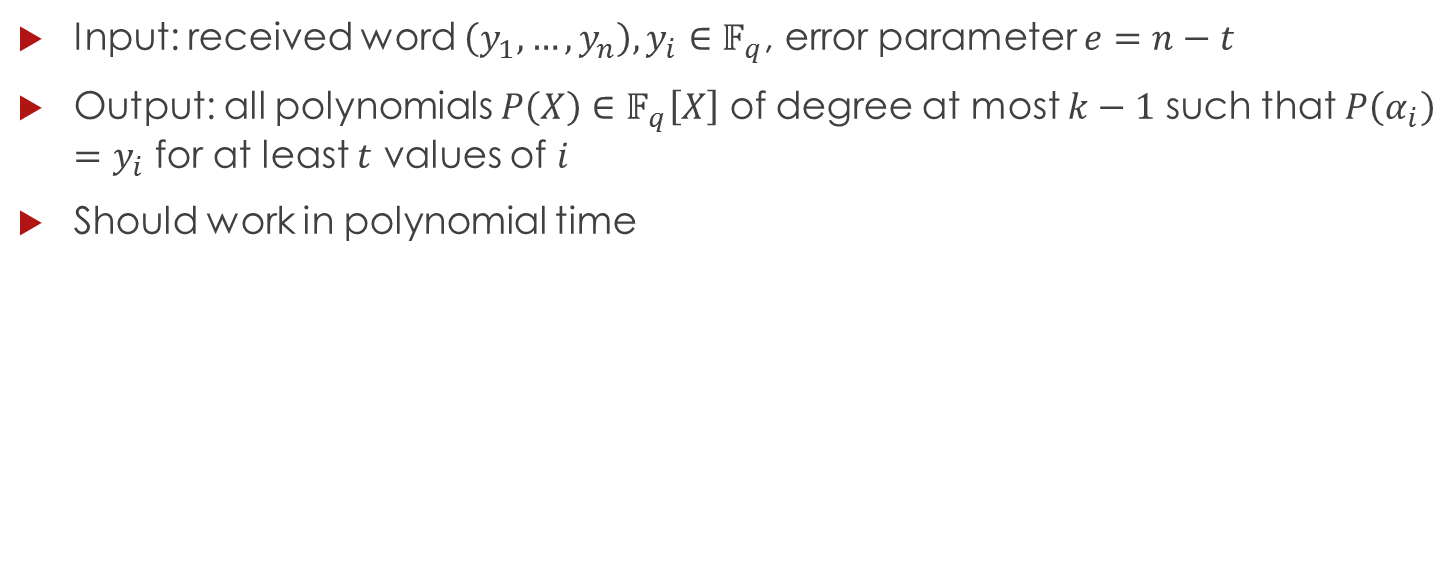 Input: received word (y₁, …, yₙ), yᵢ ∈ 𝔽_q, error parameter e = n − t
Output: all polynomials P(X) ∈ 𝔽_q[X] of degree at most k − 1 such that P(αᵢ)
= yᵢ for at least t values of i
Should work in polynomial time